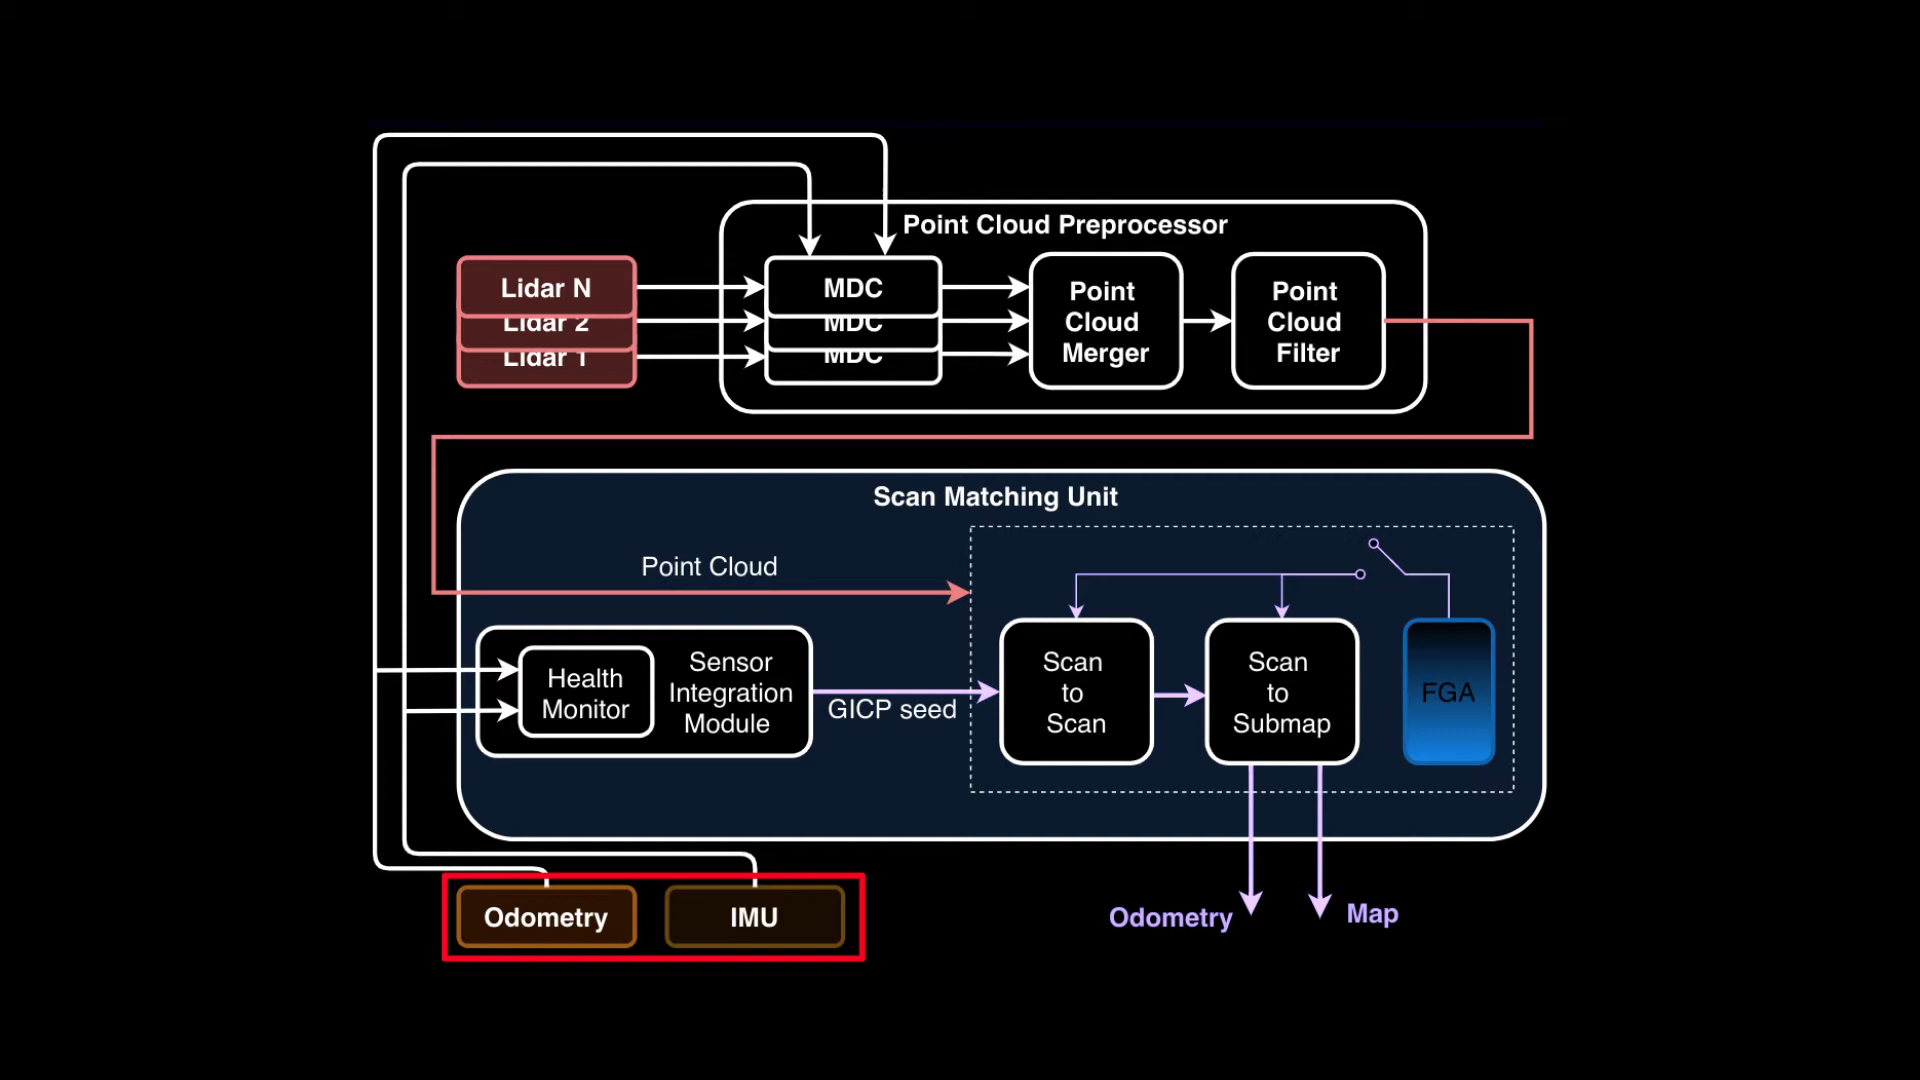 Point Cloud Preprocessor
Lidar N
Lidar 2
Lidar 1
MDC
MDC
MDC
Point
Cloud
Merger
Point
Cloud
Filter
Scan Matching Unit
Point Cloud
Health
Monitor
Sensor
Integration
Module
GICP seed
Scan
to
Scan
Scan
to
Submap
FGA
Odometry
IMU
Odometry
Map